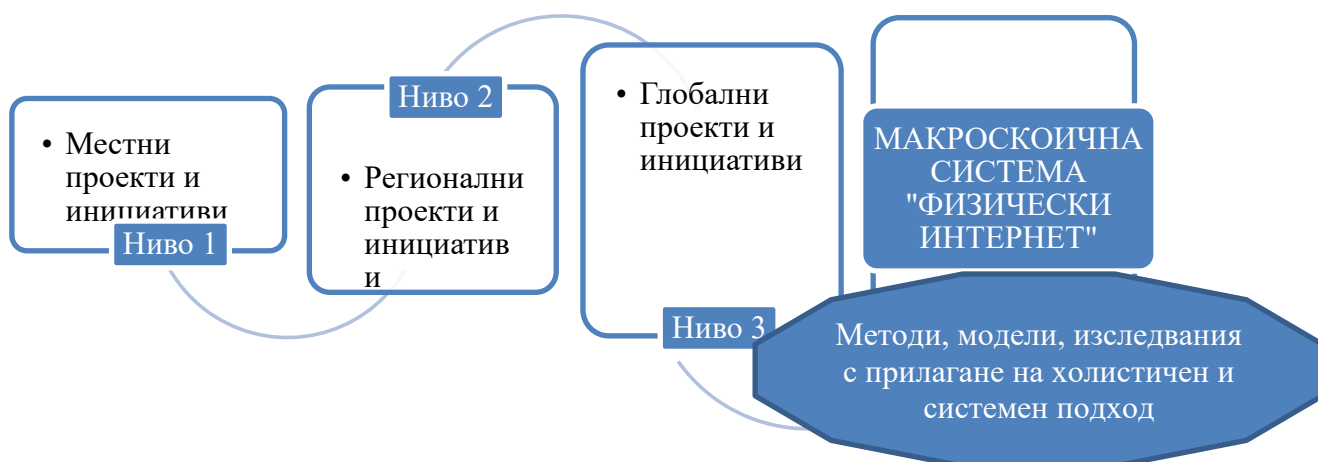 • Местни
проекти и
инициативи
Ниво 1
Ниво 2
• Регионални
проекти и
инициатив
и
• Глобални
проекти и
инициативи
Ниво 3
МАКРОСКОИЧНА
СИСТЕМА
"ФИЗИЧЕСКИ
ИНТЕРНЕТ"
Методи, модели, изследвания
с прилагане на холистичен и
системен подход